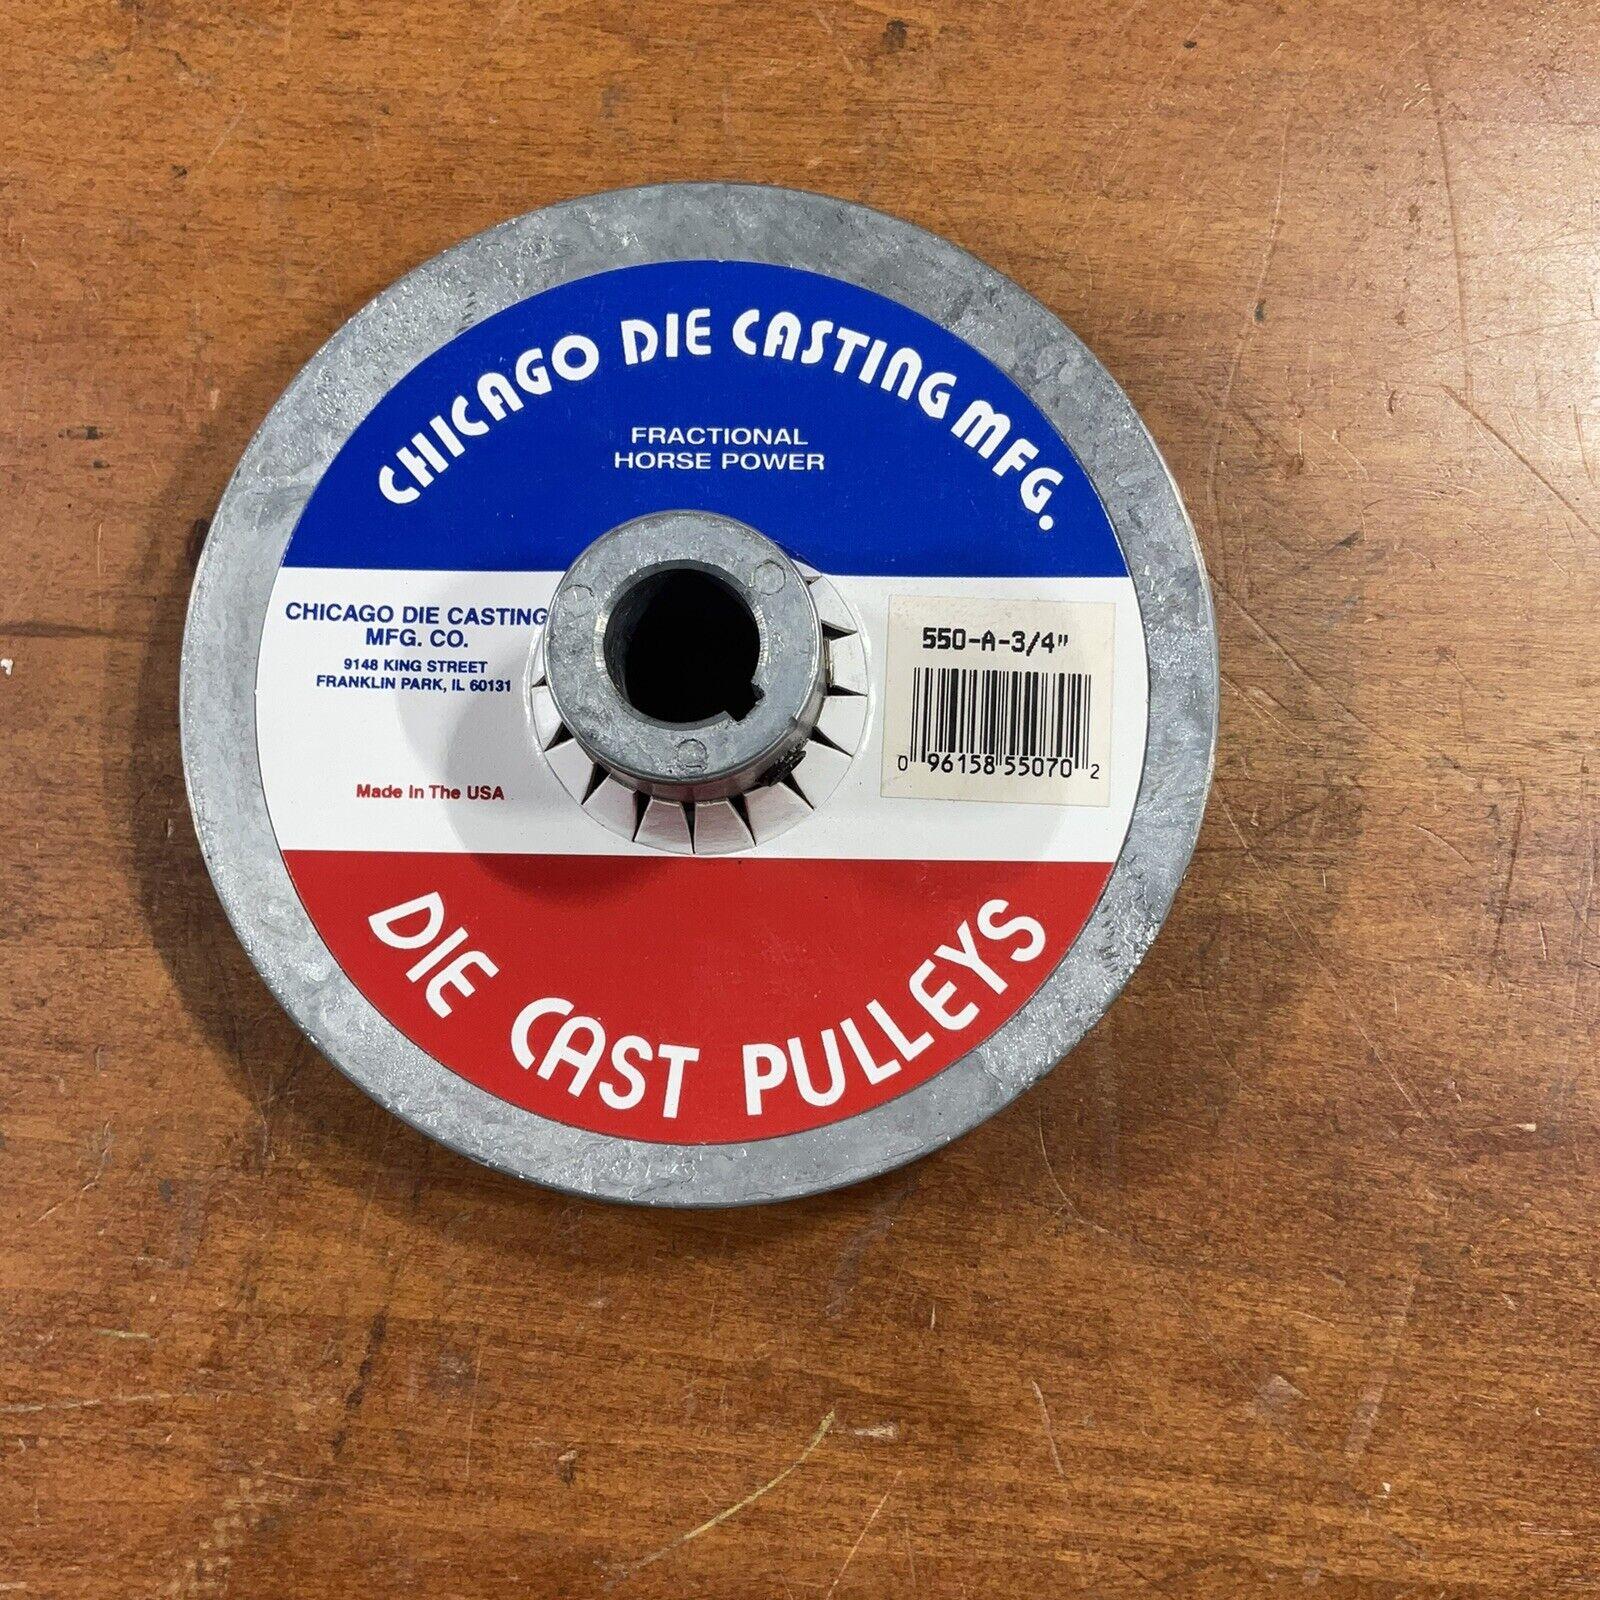 CHICAGO DIE CASTING MFG.
FRACTIONAL
HORSE POWER
CHICAGO DIE CASTING
MFG. CO.
9148 KING STREET
FRANKLIN PARK, IL 60131
Made In The USA
550-A-3/4"
0 96158 55070 2
DIE CAST PULLEYS